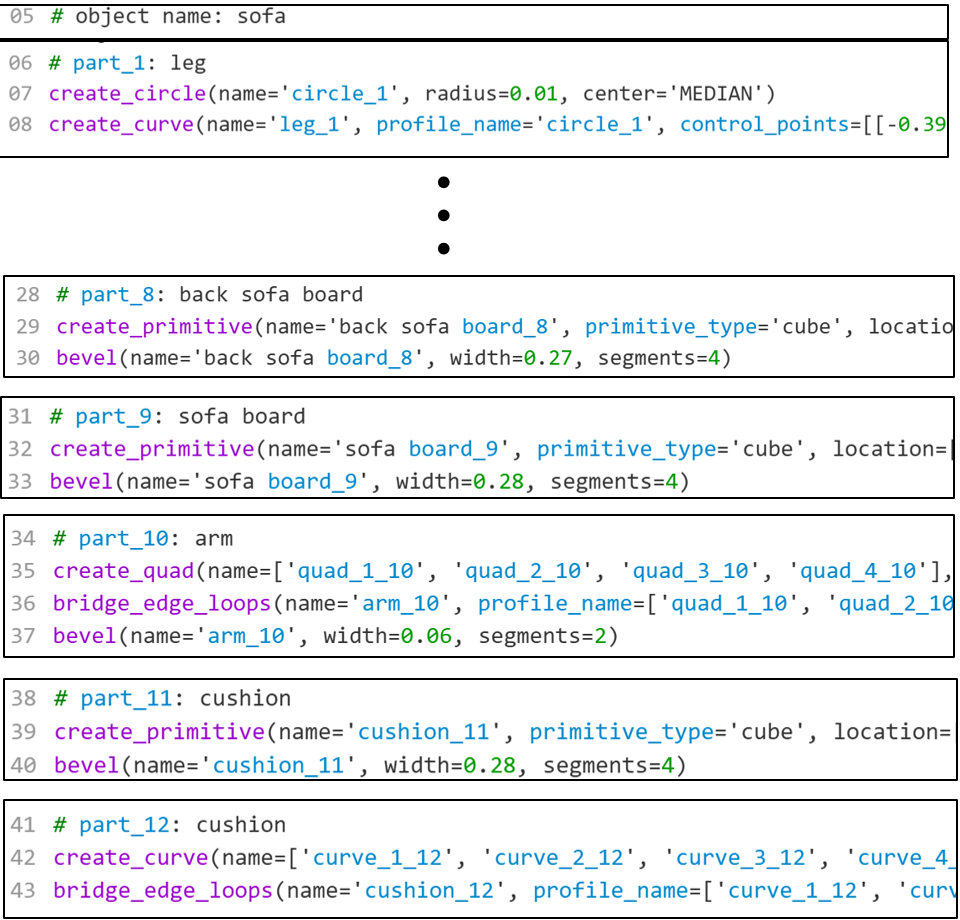 05 # object name: sofa
06 # part_1: leg
07 create_circle(name='circle_1', radius=0.01, center='MEDIAN')
08 create_curve(name='leg_1', profile_name='circle_1', control_points=[[-0.39
28 # part_8: back sofa board
29 create_primitive(name='back sofa board_8', primitive_type='cube', locatio
30 bevel(name='back sofa board_8', width=0.27, segments=4)
31 # part_9: sofa board
32 create_primitive(name='sofa board_9', primitive_type='cube', location=[
33 bevel(name='sofa board_9', width=0.28, segments=4)
34 # part_10: arm
35 create_quad(name=['quad_1_10', 'quad_2_10', 'quad_3_10', 'quad_4_10'],
36 bridge_edge_loops(name='arm_10', profile_name=['quad_1_10', 'quad_2_10
37 bevel(name='arm_10', width=0.06, segments=2)
38 # part_11: cushion
39 create_primitive(name='cushion_11', primitive_type='cube', location=
40 bevel(name='cushion_11', width=0.28, segments=4)
41 # part_12: cushion
42 create_curve(name=['curve_1_12', 'curve_2_12', 'curve_3_12', 'curve_4_
43 bridge_edge_loops(name='cushion_12', profile_name=['curve_1_12', 'curv